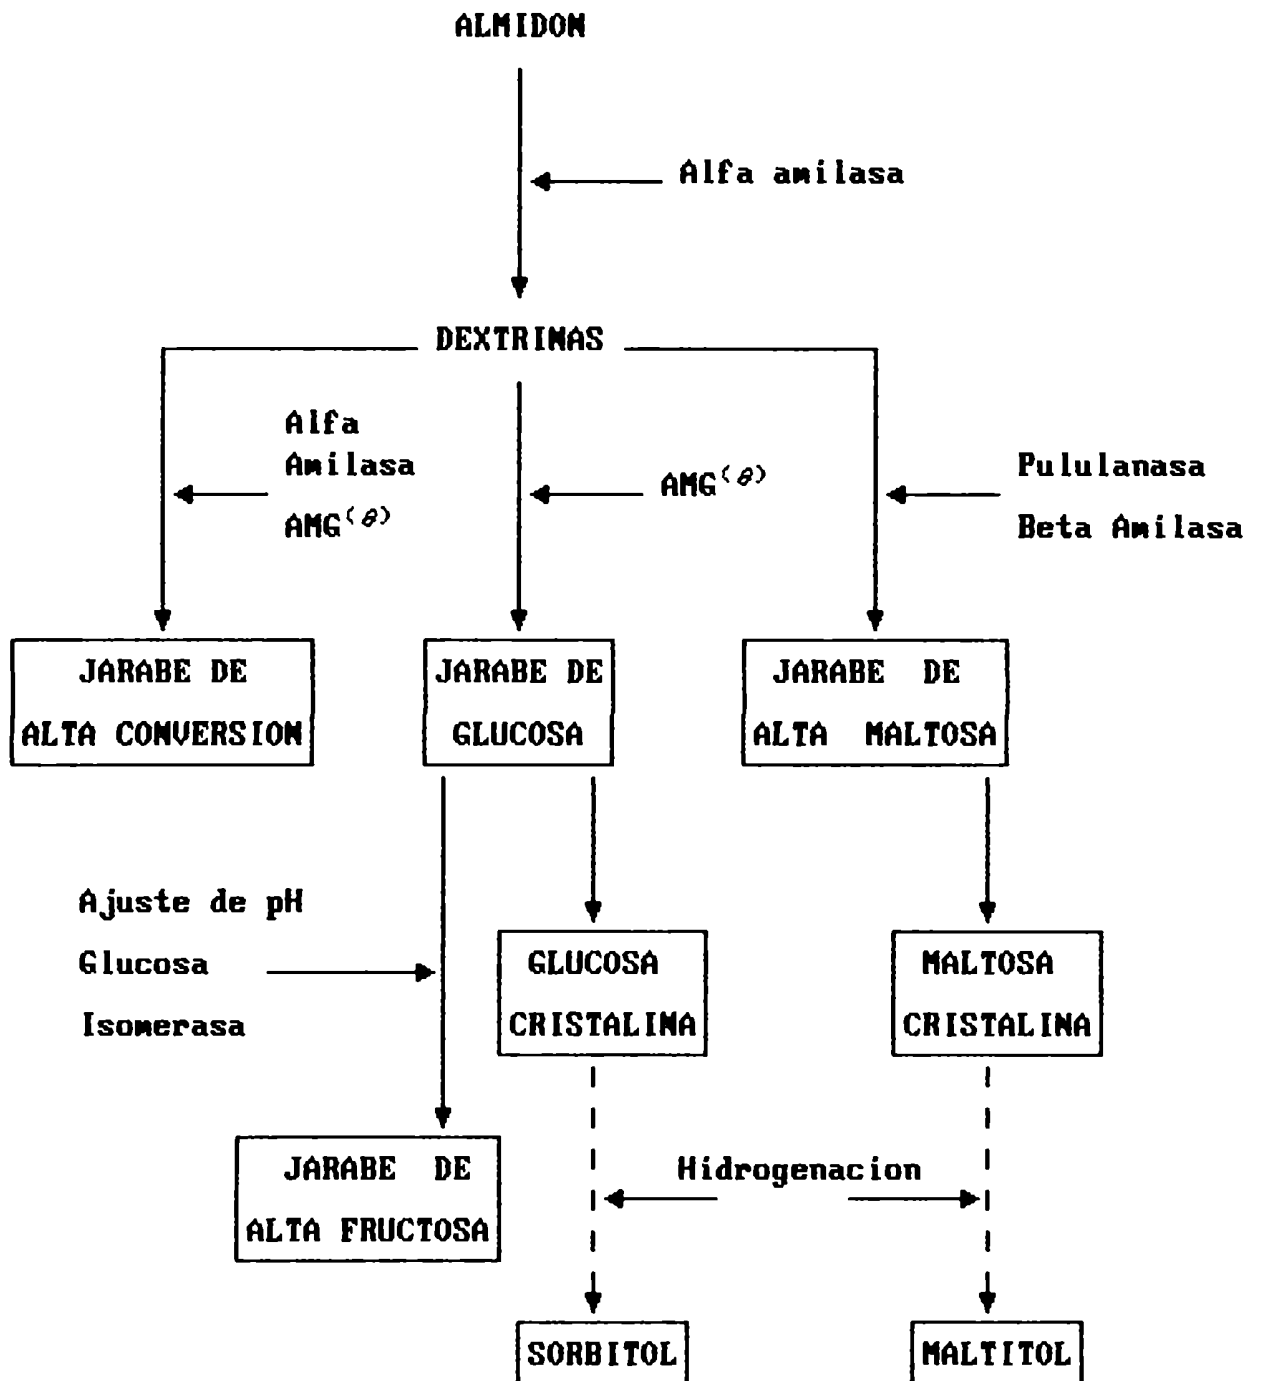 ALMIDON
Alfa amilasa
DEXTRINAS
Alfa
Amilasa
AMG(θ)
AMG(θ)
Pululanasa
Beta Amilasa
JARABE DE
ALTA CONVERSION
JARABE DE
GLUCOSA
JARABE DE
ALTA MALTOSA
Ajuste de pH
Glucosa
Isomerasa
GLUCOSA
CRISTALINA
MALTOSA
CRISTALINA
JARABE DE
ALTA FRUCTOSA
Hidrogenacion
SORBITOL
MALTITOL